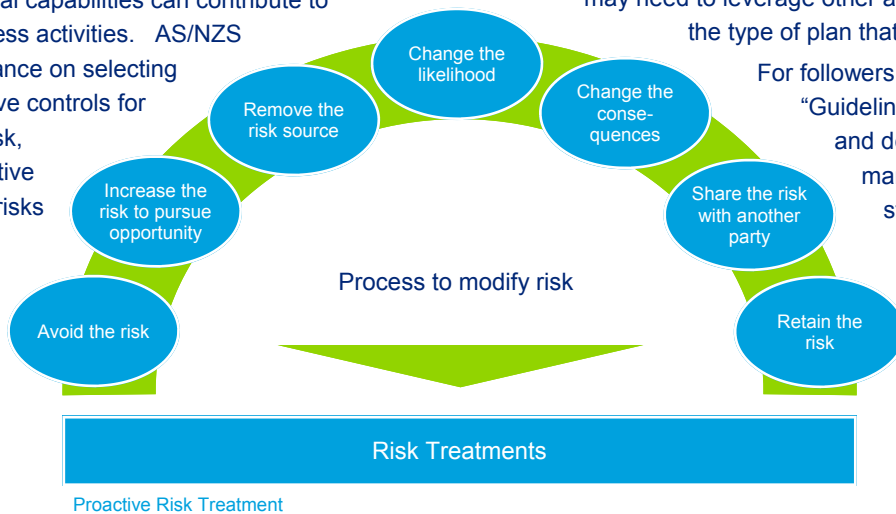 al capabilities can contribute to
ess activities. AS/NZS
ance on selecting
ve controls for
sk,
tive
risks
may need to leverage other a
the type of plan that
For followers
"Guidelin
and de
ma
s
Change the
likelihood
Remove the
risk source
Change the
conse-
quences
Increase the
risk to pursue
opportunity
Share the risk
with another
party
Avoid the risk
Process to modify risk
Retain the
risk
Risk Treatments
Proactive Risk Treatment